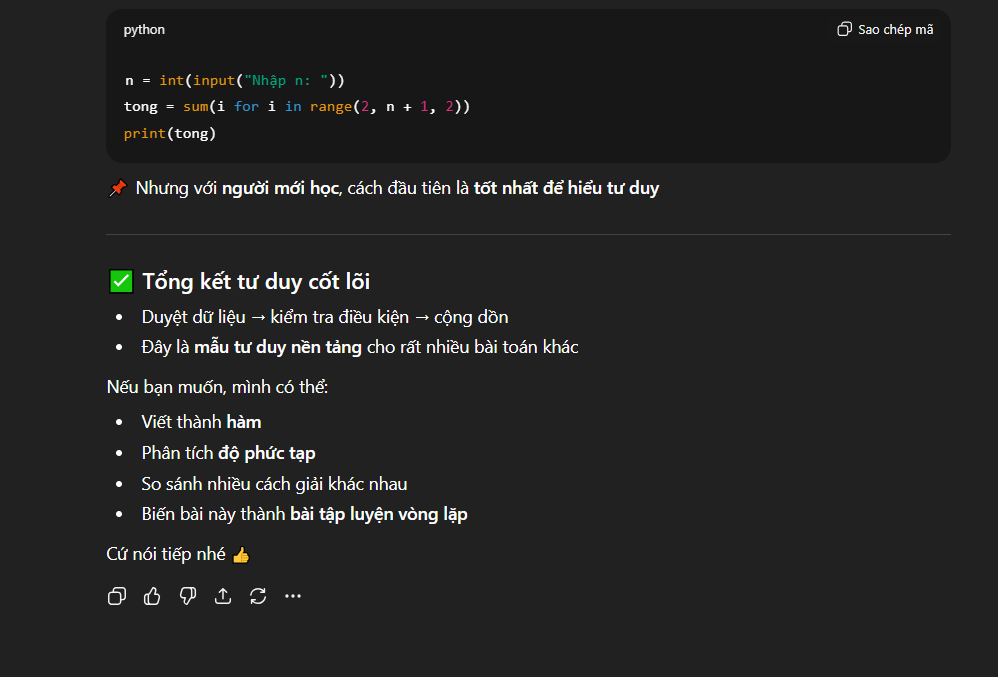 python
Sao chép mã
n = int(input("Nhập n: "))
tong = sum(i for i in range(2, n + 1, 2))
print(tong)
📌 Nhưng với người mới học, cách đầu tiên là tốt nhất để hiểu tư duy
✅ Tổng kết tư duy cốt lõi
• Duyệt dữ liệu → kiểm tra điều kiện → cộng dồn
• Đây là mẫu tư duy nền tảng cho rất nhiều bài toán khác
Nếu bạn muốn, mình có thể:
• Viết thành hàm
• Phân tích độ phức tạp
• So sánh nhiều cách giải khác nhau
• Biến bài này thành bài tập luyện vòng lặp
Cứ nói tiếp nhé 👍